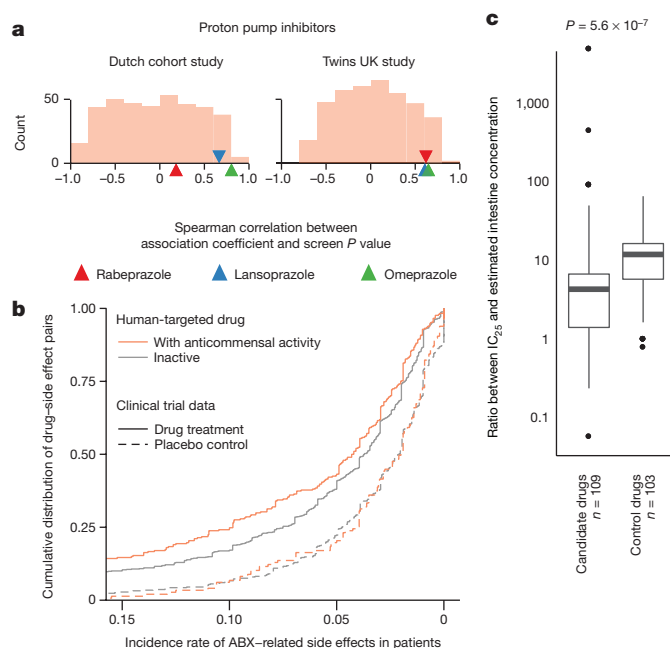 a
Proton pump inhibitors
Dutch cohort study
Twins UK study
Count
50
0
−1.0 −0.5 0 0.5 1.0
−1.0 −0.5 0 0.5 1.0
Spearman correlation between
association coefficient and screen P value
Rabeprazole Lansoprazole Omeprazole
b
Cumulative distribution of drug–side effect pairs
1.00
0.75
0.50
0.25
0
Human-targeted drug
With anticommensal activity
Inactive
Clinical trial data
Drug treatment
Placebo control
0.15 0.10 0.05 0
Incidence rate of ABX–related side effects in patients
c
P = 5.6 × 10⁻⁷
Ratio between IC₂₅ and estimated intestine concentration
1,000
100
10
1
0.1
Candidate drugs
n = 109
Control drugs
n = 103